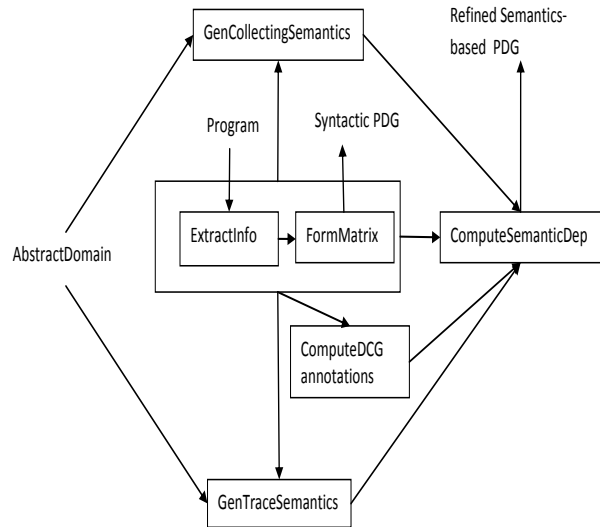 Refined Semantics-
based PDG
GenCollectingSemantics
Program
Syntactic PDG
ExtractInfo
FormMatrix
ComputeSemanticDep
AbstractDomain
ComputeDCG
annotations
GenTraceSemantics